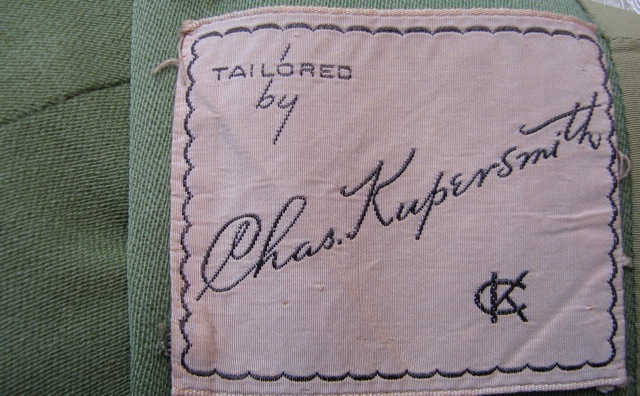 TAILORED
by
Chas. Kupersmith
CK